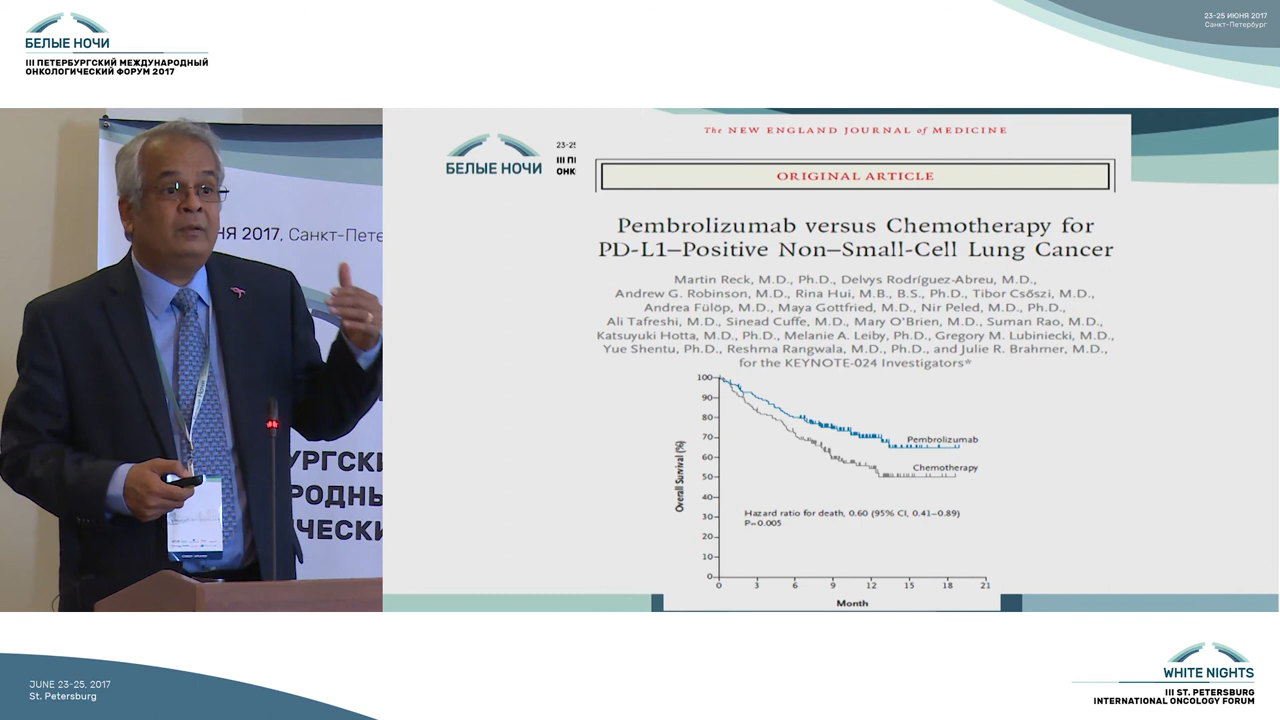 БЕЛЫЕ НОЧИ
III ПЕТЕРБУРГСКИЙ МЕЖДУНАРОДНЫЙ
ОНКОЛОГИЧЕСКИЙ ФОРУМ 2017
23-25 ИЮНЯ 2017
Санкт-Петербург
НЯ 2017, Санкт-Пете
УРГСКИ
РОДНЫ
ЧЕСКИ
БЕЛЫЕ НОЧИ
23-25
III П
ОНК
The NEW ENGLAND JOURNAL of MEDICINE
ORIGINAL ARTICLE
Pembrolizumab versus Chemotherapy for
PD-L1–Positive Non–Small-Cell Lung Cancer
Martin Reck, M.D., Ph.D., Delvys Rodríguez-Abreu, M.D.,
Andrew G. Robinson, M.D., Rina Hui, M.B., B.S., Ph.D., Tibor Csőszi, M.D.,
Andrea Fülöp, M.D., Maya Gottfried, M.D., Nir Peled, M.D., Ph.D.,
Ali Tafreshi, M.D., Sinead Cuffe, M.D., Mary O'Brien, M.D., Suman Rao, M.D.,
Katsuyuki Hotta, M.D., Ph.D., Melanie A. Leiby, Ph.D., Gregory M. Lubiniecki, M.D.,
Yue Shentu, Ph.D., Reshma Rangwala, M.D., Ph.D., and Julie R. Brahmer, M.D.,
for the KEYNOTE-024 Investigators*
100
90
80
70
60
50
40
30
20
10
0
Overall Survival (%)
Pembrolizumab
Chemotherapy
Hazard ratio for death, 0.60 (95% CI, 0.41–0.89)
P=0.005
0 3 6 9 12 15 18 21
Month
JUNE 23-25, 2017
St. Petersburg
WHITE NIGHTS
III ST. PETERSBURG
INTERNATIONAL ONCOLOGY FORUM